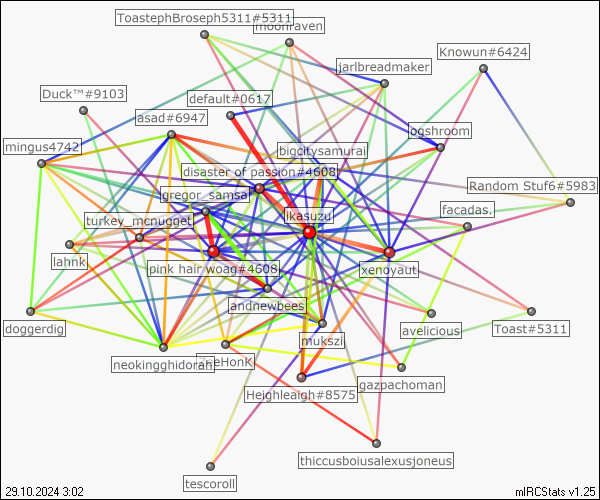 ToastephBroseph5311#5311
moonraven
Knowun#6424
jarlbreadmaker
Duck™#9103
default#0617
asad#6947
ogshroom
mingus4742
bigcitysamurai
disaster of passion#4608
Random Stuf6#5983
gregor_samsa
likasuzu
facadas.
turkey_mcnugget
lahnk
pink hair woag#4608
xenoyaut
andnewbees
doggerdig
avelicious
Toast#5311
mukszi
neokingghidorah
eeHonK
gazpachoman
Heighleaigh#8575
thiccusboiusalexusjoneus
tescoroll
29.10.2024 3:02
mIRCStats v1.25